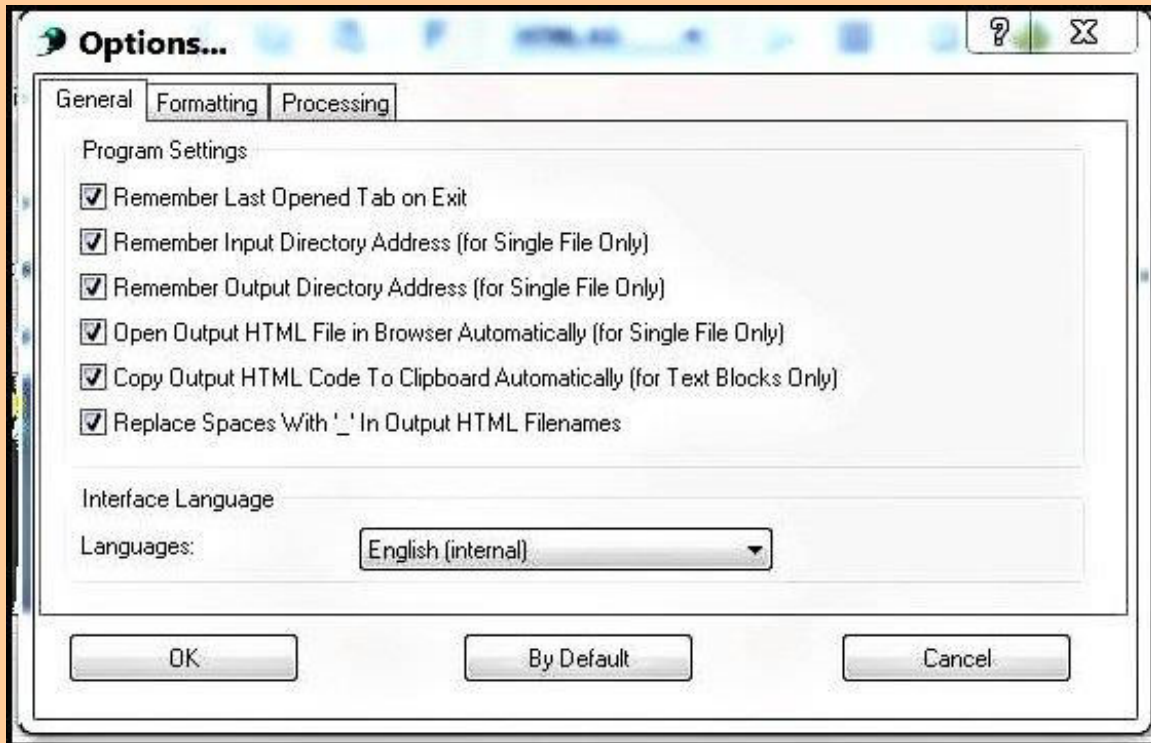 Options...
General Formatting Processing
Program Settings
Remember Last Opened Tab on Exit
Remember Input Directory Address (for Single File Only)
Remember Output Directory Address (for Single File Only)
Open Output HTML File in Browser Automatically (for Single File Only)
Copy Output HTML Code To Clipboard Automatically (for Text Blocks Only)
Replace Spaces With '_' In Output HTML Filenames
Interface Language
Languages: English (internal)
OK By Default Cancel